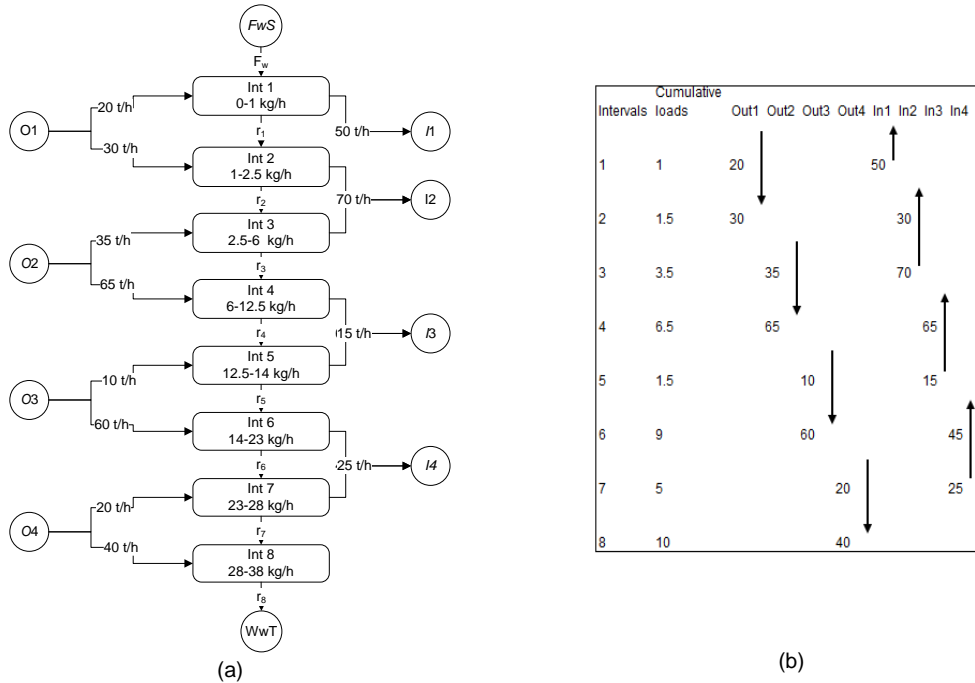 FwS
Fw
Int 1
0-1 kg/h
20 t/h
O1
30 t/h
50 t/h
I1
r1
Int 2
1-2.5 kg/h
70 t/h
I2
r2
Int 3
2.5-6 kg/h
35 t/h
O2
65 t/h
r3
Int 4
6-12.5 kg/h
15 t/h
I3
r4
Int 5
12.5-14 kg/h
10 t/h
O3
60 t/h
r5
Int 6
14-23 kg/h
25 t/h
I4
r6
Int 7
23-28 kg/h
20 t/h
O4
40 t/h
r7
Int 8
28-38 kg/h
r8
WwT
(a)
Cumulative
Intervals loads Out1 Out2 Out3 Out4 In1 In2 In3 In4
1 1 20 50
2 1.5 30 30
3 3.5 35 70
4 6.5 65 65
5 1.5 10 15
6 9 60 45
7 5 20 25
8 10 40
(b)